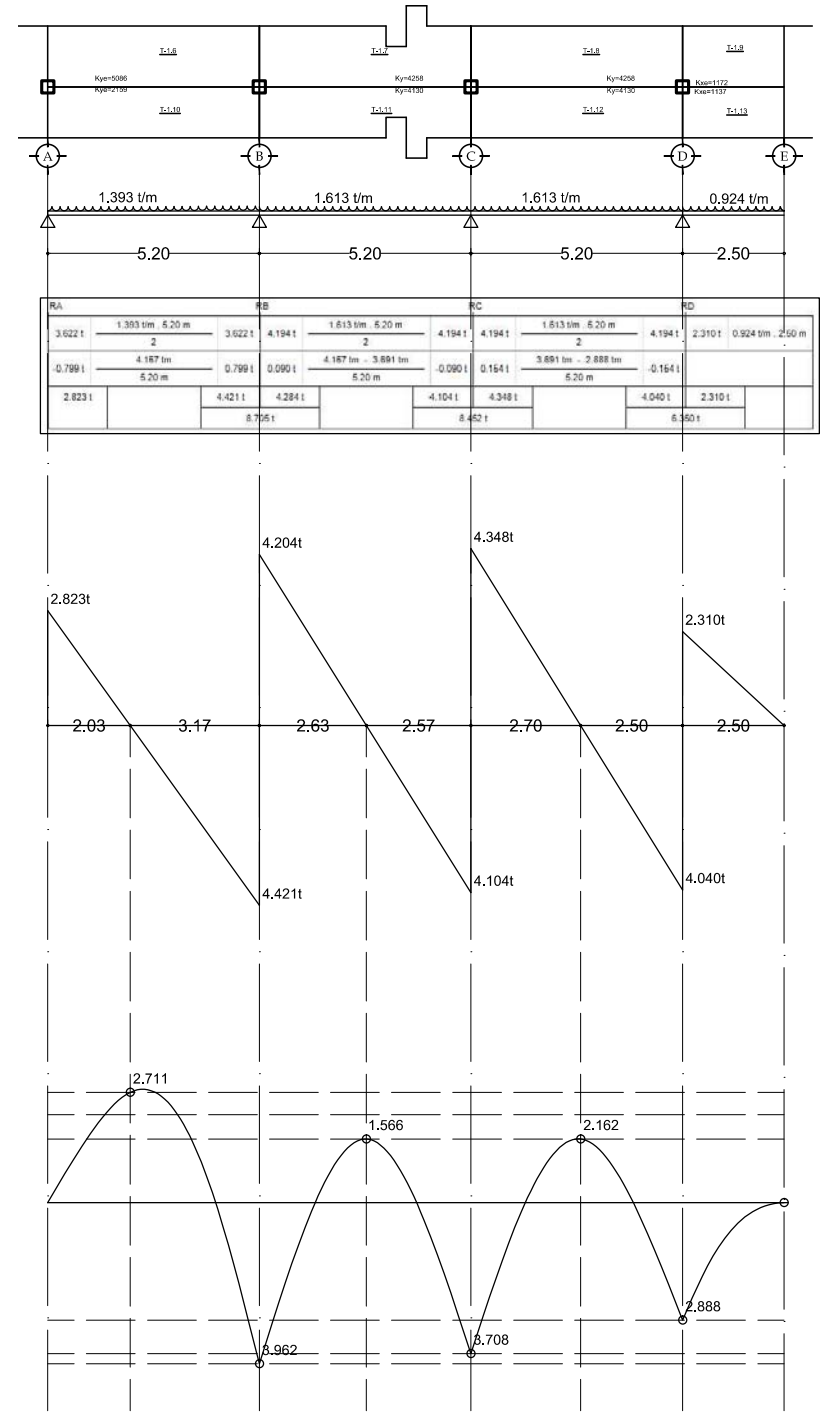 T-1.6 T-1.7 T-1.8 T-1.9
Kye=5086 Ky=4258 Ky=4258 Kxe=1172
Kye=2159 Ky=4130 Ky=4130 Kxe=1137
T-1.10 T-1.11 T-1.12 T-1.13
A B C D E
1.393 t/m 1.613 t/m 1.613 t/m 0.924 t/m
5.20 5.20 5.20 2.50
RA RB RC RD
1.393 t/m . 5.20 m 1.613 t/m . 5.20 m 1.613 t/m . 5.20 m
3.622 t 3.622 t 4.194 t 4.194 t 4.194 t 4.194 t 2.310 t 0.924 t/m . 2.50 m
2 2 2
4.167 tm 4.167 tm - 3.691 tm 3.691 tm - 2.888 tm
-0.799 t 0.799 t 0.090 t -0.090 t 0.154 t -0.154 t
5.20 m 5.20 m 5.20 m
2.823 t 4.421 t 4.284 t 4.104 t 4.348 t 4.040 t 2.310 t
8.705 t 8.452 t 6.350 t
4.348t
4.204t
2.823t
2.310t
2.03 3.17 2.63 2.57 2.70 2.50 2.50
4.040t
4.104t
4.421t
2.711
1.566 2.162
2.888
3.708
3.962